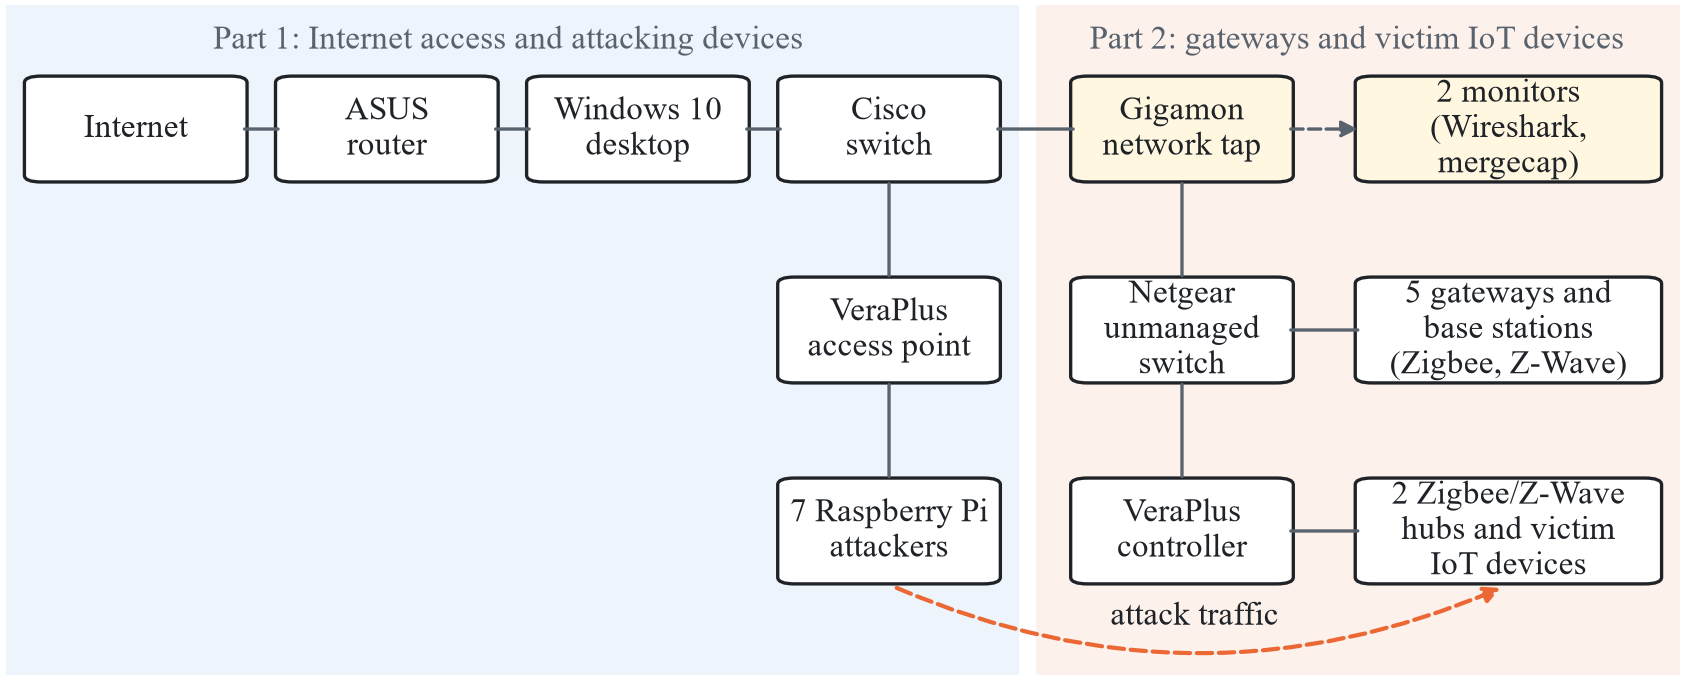 Part 1: Internet access and attacking devices
Part 2: gateways and victim IoT devices
Internet
ASUS
router
Windows 10
desktop
Cisco
switch
Gigamon
network tap
2 monitors
(Wireshark,
mergecap)
VeraPlus
access point
Netgear
unmanaged
switch
5 gateways and
base stations
(Zigbee, Z-Wave)
7 Raspberry Pi
attackers
VeraPlus
controller
2 Zigbee/Z-Wave
hubs and victim
IoT devices
attack traffic